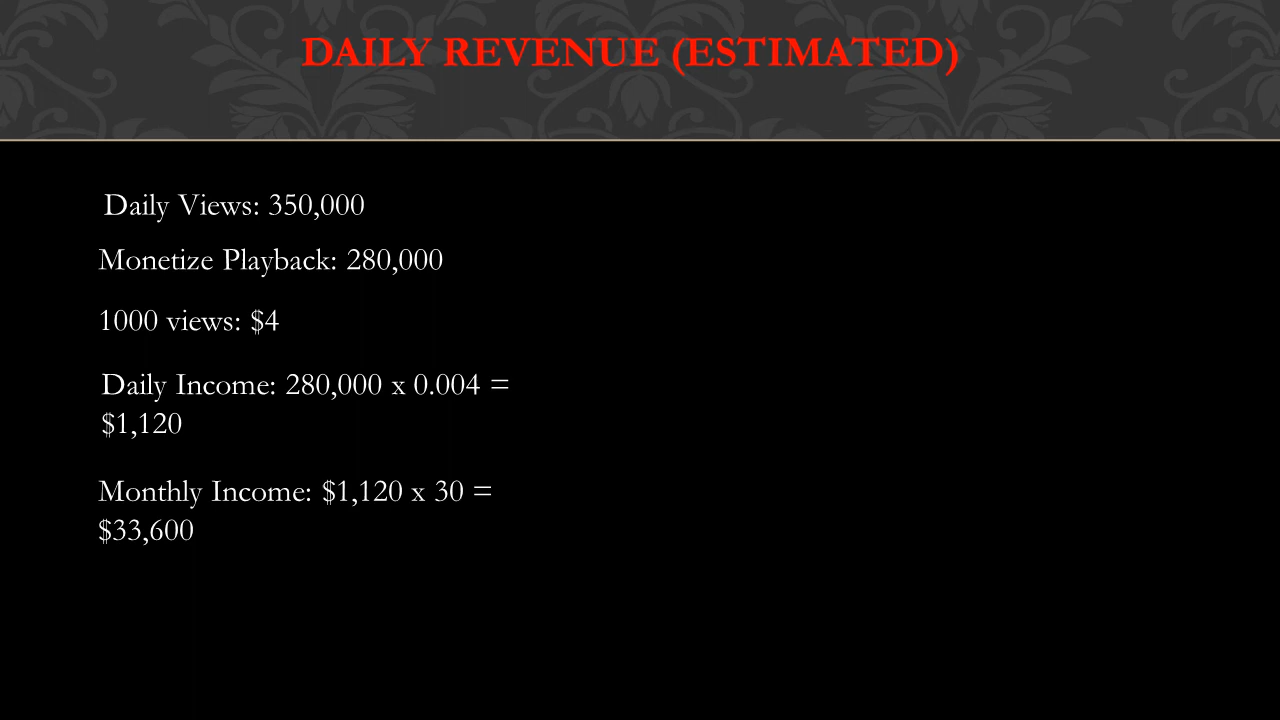 DAILY REVENUE (ESTIMATED)
Daily Views: 350,000
Monetize Playback: 280,000
1000 views: $4
Daily Income: 280,000 x 0.004 =
$1,120
Monthly Income: $1,120 x 30 =
$33,600